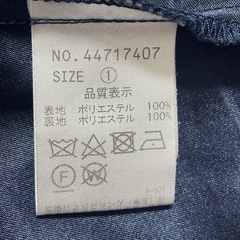 NO. 44717407
SIZE ①
品質表示
表地 ポリエステル 100%
裏地 ポリエステル 100%
F